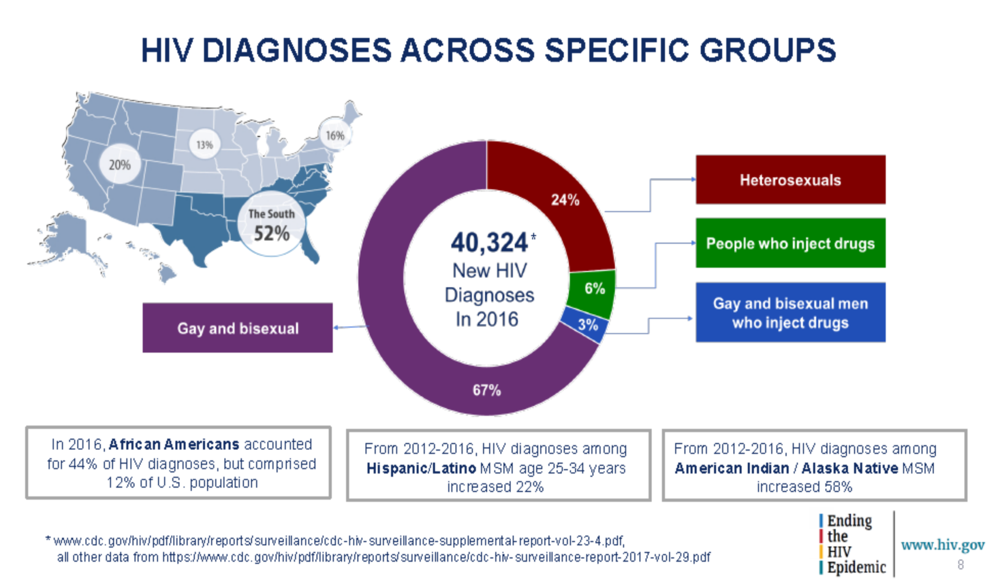 HIV DIAGNOSES ACROSS SPECIFIC GROUPS
16%
13%
20%
The South
52%
24%
6%
3%
67%
40,324*
New HIV
Diagnoses
In 2016
Heterosexuals
People who inject drugs
Gay and bisexual men
who inject drugs
Gay and bisexual
In 2016, African Americans accounted
for 44% of HIV diagnoses, but comprised
12% of U.S. population
From 2012-2016, HIV diagnoses among
Hispanic/Latino MSM age 25-34 years
increased 22%
From 2012-2016, HIV diagnoses among
American Indian / Alaska Native MSM
increased 58%
* www.cdc.gov/hiv/pdf/library/reports/surveillance/cdc-hiv-surveillance-supplemental-report-vol-23-4.pdf,
all other data from https://www.cdc.gov/hiv/pdf/library/reports/surveillance/cdc-hiv-surveillance-report-2017-vol-29.pdf
Ending
the
HIV
Epidemic
www.hiv.gov
8